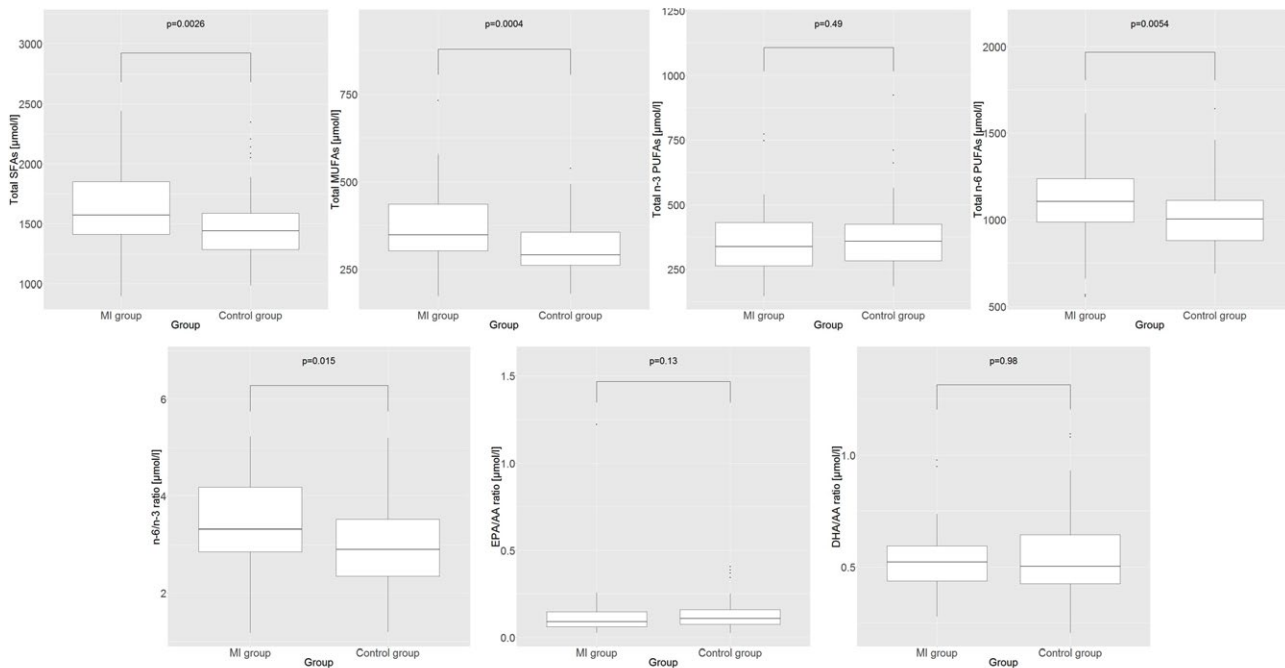 p=0.0026
Total SFAs [µmol/l]
3000
2500
2000
1500
1000
MI group
Control group
Group
p=0.0004
Total MUFAs [µmol/l]
750
500
250
MI group
Control group
Group
p=0.49
Total n-3 PUFAs [µmol/l]
1250
1000
750
500
250
MI group
Control group
Group
p=0.0054
Total n-6 PUFAs [µmol/l]
2000
1500
1000
500
MI group
Control group
Group
p=0.015
n-6/n-3 ratio [µmol/l]
6
4
2
MI group
Control group
Group
p=0.13
EPA/AA ratio [µmol/l]
1.5
1.0
0.5
0.0
MI group
Control group
Group
p=0.98
DHA/AA ratio [µmol/l]
1.0
0.5
MI group
Control group
Group